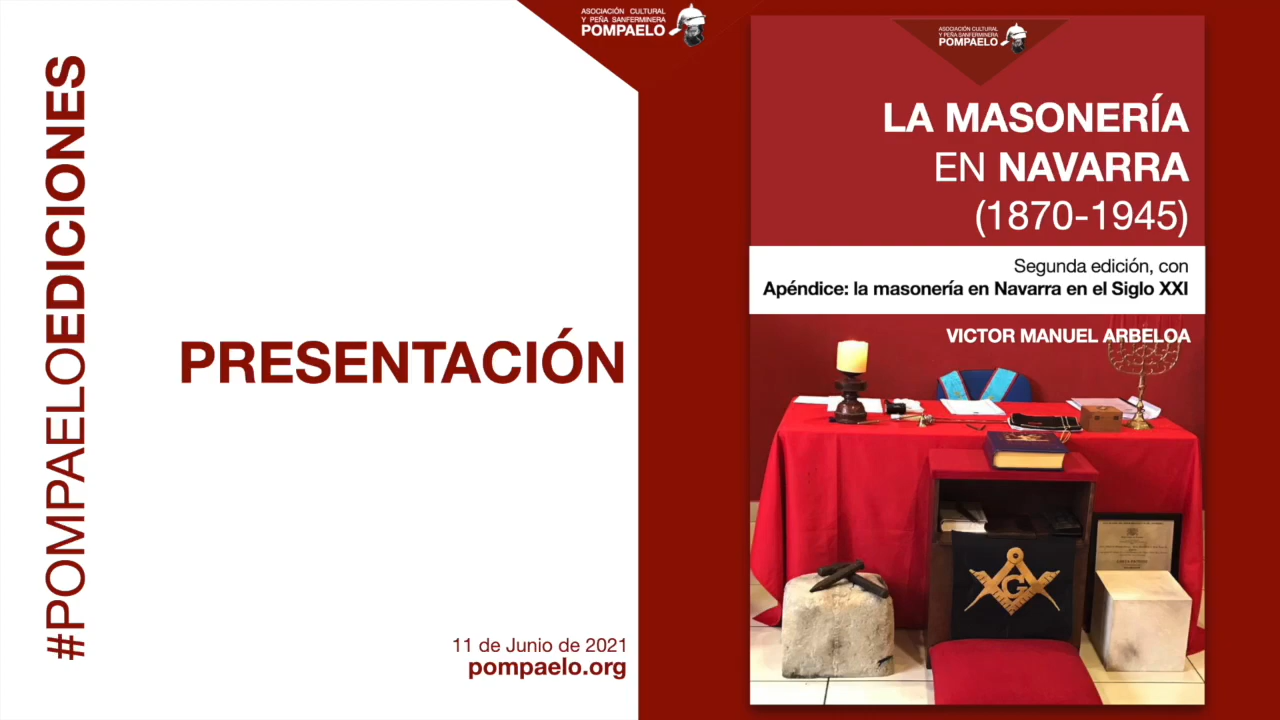 #POMPAELOEDICIONES
PRESENTACIÓN
11 de Junio de 2021
pompaelo.org
ASOCIACIÓN CULTURAL
Y PEÑA SANFERMINERA
POMPAELO
ASOCIACIÓN CULTURAL
Y PEÑA SANFERMINERA
POMPAELO
LA MASONERÍA
EN NAVARRA
(1870-1945)
Segunda edición, con
Apéndice: la masonería en Navarra en el Siglo XXI
VICTOR MANUEL ARBELOA
G